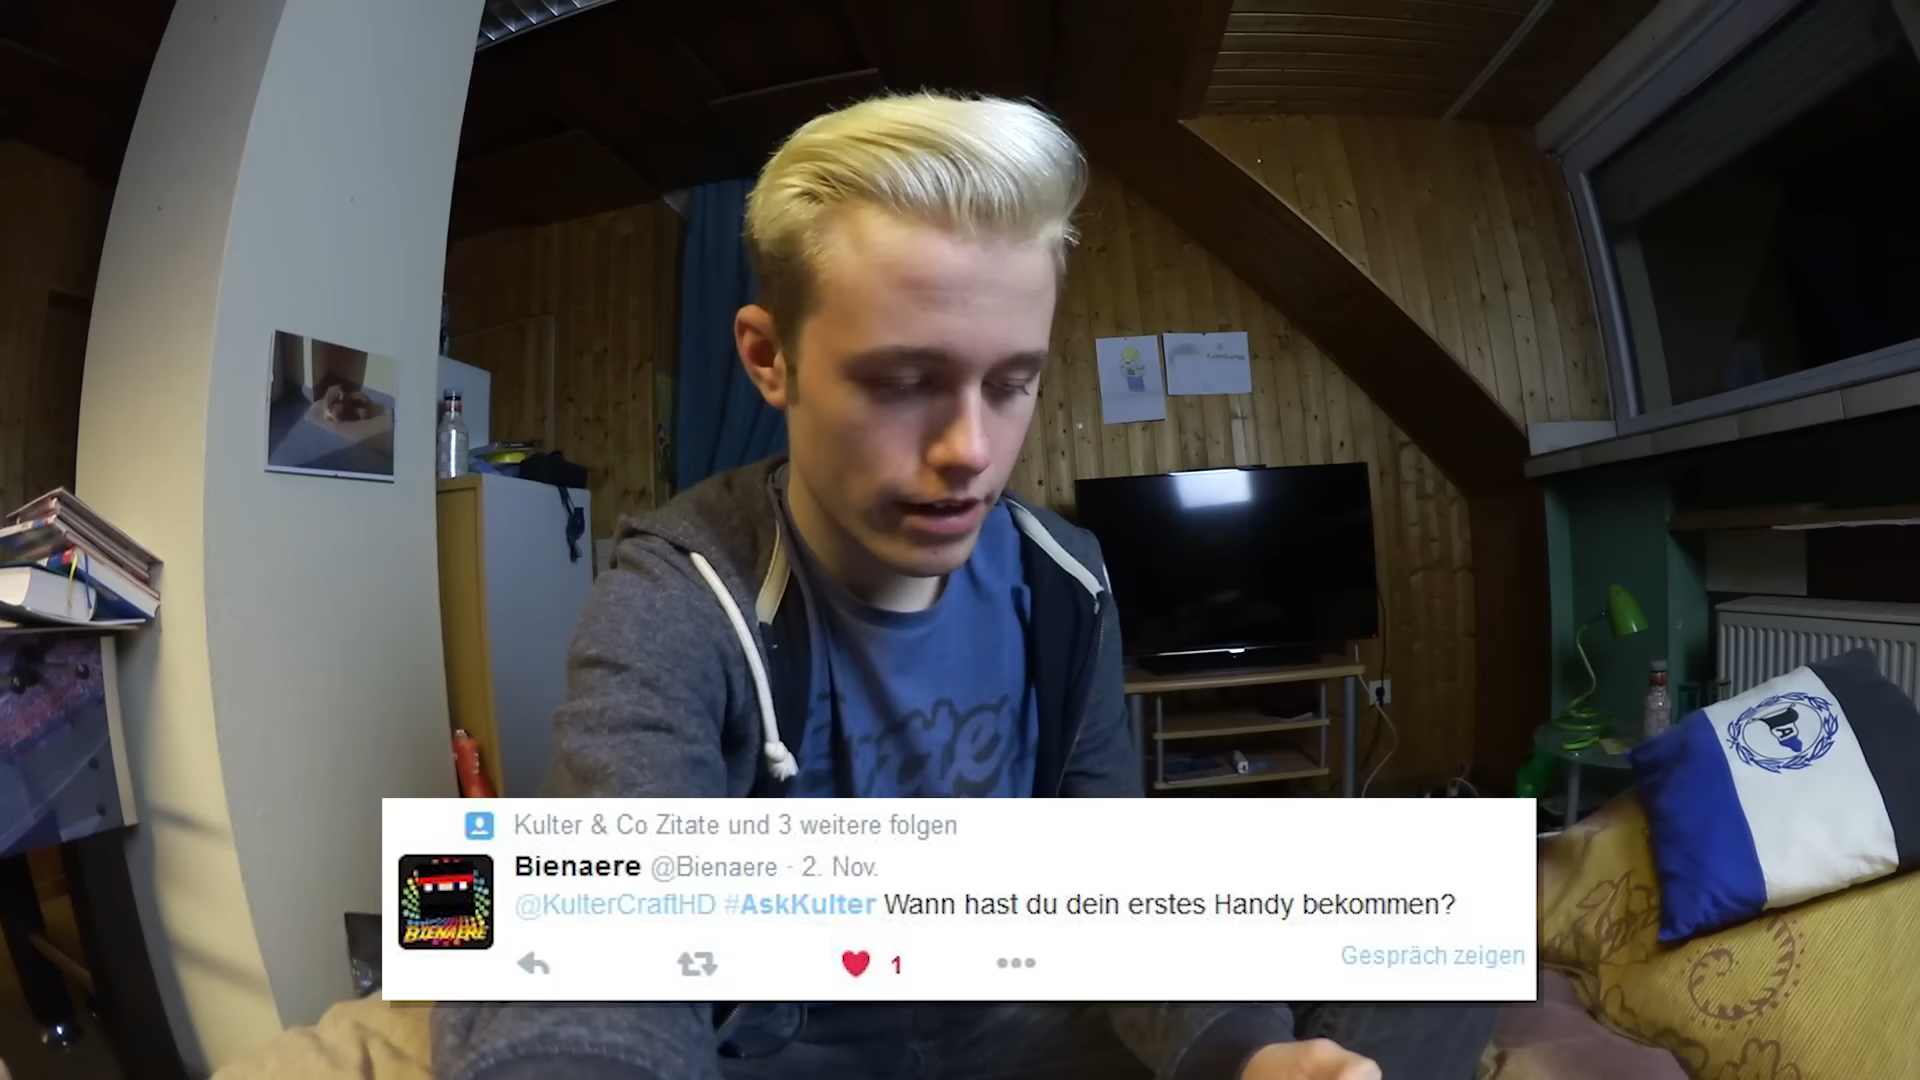 Kulter & Co Zitate und 3 weitere folgen
Bienaere @Bienaere · 2. Nov.
@KulterCraftHD #AskKulter Wann hast du dein erstes Handy bekommen?
1
Gespräch zeigen
BIENAERE